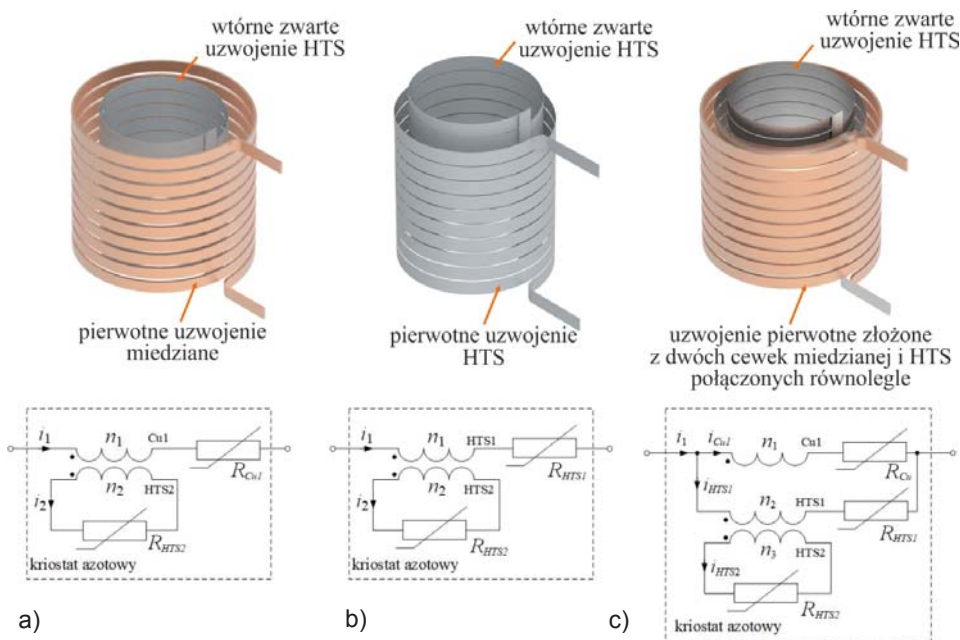 wtórne zwarte
uzwojenie HTS
wtórne zwarte
uzwojenie HTS
wtórne zwarte
uzwojenie HTS
pierwotne uzwojenie
miedziane
pierwotne uzwojenie
HTS
uzwojenie pierwotne złożone
z dwóch cewek miedzianej i HTS
połączonych równolegle
i1 n1 Cu1
RCu1
n2 HTS2
i2
RHTS2
kriostat azotowy
a)
i1 n1 HTS1
RHTS1
n2 HTS2
i2
RHTS2
kriostat azotowy
b)
i1 iCu1 n1 Cu1
RCu
iHTS1 n2 HTS1
RHTS1
n3 HTS2
iHTS2
RHTS2
kriostat azotowy
c)